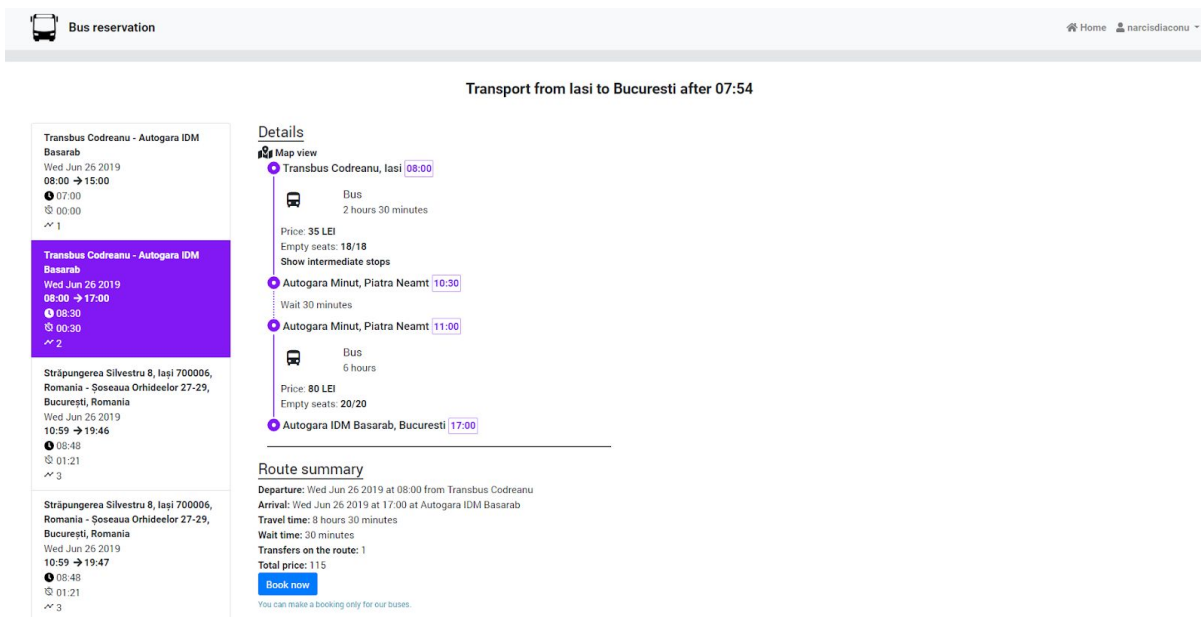 Bus reservation
Home narcisdiaconu
Transport from Iasi to Bucuresti after 07:54
Transbus Codreanu - Autogara IDM
Basarab
Wed Jun 26 2019
08:00 → 15:00
07:00
00:00
1
Transbus Codreanu - Autogara IDM
Basarab
Wed Jun 26 2019
08:00 → 17:00
08:30
00:30
2
Străpungerea Silvestru 8, Iași 700006,
Romania - Șoseaua Orhideelor 27-29,
București, Romania
Wed Jun 26 2019
10:59 → 19:46
08:48
01:21
3
Străpungerea Silvestru 8, Iași 700006,
Romania - Șoseaua Orhideelor 27-29,
București, Romania
Wed Jun 26 2019
10:59 → 19:47
08:48
01:21
3
Details
Map view
Transbus Codreanu, Iasi 08:00
Bus
2 hours 30 minutes
Price: 35 LEI
Empty seats: 18/18
Show intermediate stops
Autogara Minut, Piatra Neamt 10:30
Wait 30 minutes
Autogara Minut, Piatra Neamt 11:00
Bus
6 hours
Price: 80 LEI
Empty seats: 20/20
Autogara IDM Basarab, Bucuresti 17:00
Route summary
Departure: Wed Jun 26 2019 at 08:00 from Transbus Codreanu
Arrival: Wed Jun 26 2019 at 17:00 at Autogara IDM Basarab
Travel time: 8 hours 30 minutes
Wait time: 30 minutes
Transfers on the route: 1
Total price: 115
Book now
You can make a booking only for our buses.